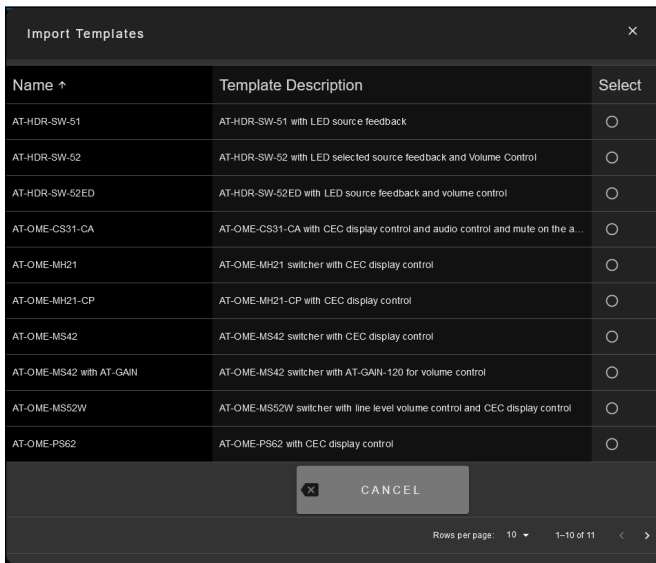 Import Templates
Name ↑ Template Description Select
AT-HDR-SW-51 AT-HDR-SW-51 with LED source feedback
AT-HDR-SW-52 AT-HDR-SW-52 with LED selected source feedback and Volume Control
AT-HDR-SW-52ED AT-HDR-SW-52ED with LED source feedback and volume control
AT-OME-CS31-CA AT-OME-CS31-CA with CEC display control and audio control and mute on the a...
AT-OME-MH21 AT-OME-MH21 switcher with CEC display control
AT-OME-MH21-CP AT-OME-MH21-CP with CEC display control
AT-OME-MS42 AT-OME-MS42 switcher with CEC display control
AT-OME-MS42 with AT-GAIN AT-OME-MS42 switcher with AT-GAIN-120 for volume control
AT-OME-MS52W AT-OME-MS52W switcher with line level volume control and CEC display control
AT-OME-PS62 AT-OME-PS62 with CEC display control
CANCEL
Rows per page: 10 1–10 of 11